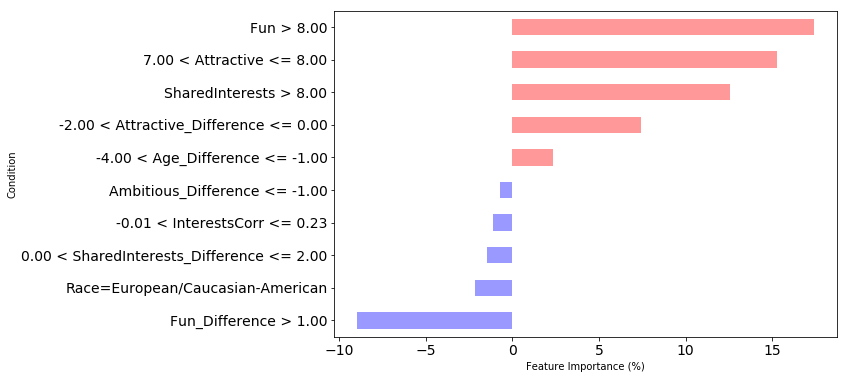 Fun > 8.00
7.00 < Attractive <= 8.00
SharedInterests > 8.00
-2.00 < Attractive_Difference <= 0.00
-4.00 < Age_Difference <= -1.00
Ambitious_Difference <= -1.00
-0.01 < InterestsCorr <= 0.23
0.00 < SharedInterests_Difference <= 2.00
Race=European/Caucasian-American
Fun_Difference > 1.00
Condition
−10 −5 0 5 10 15
Feature Importance (%)